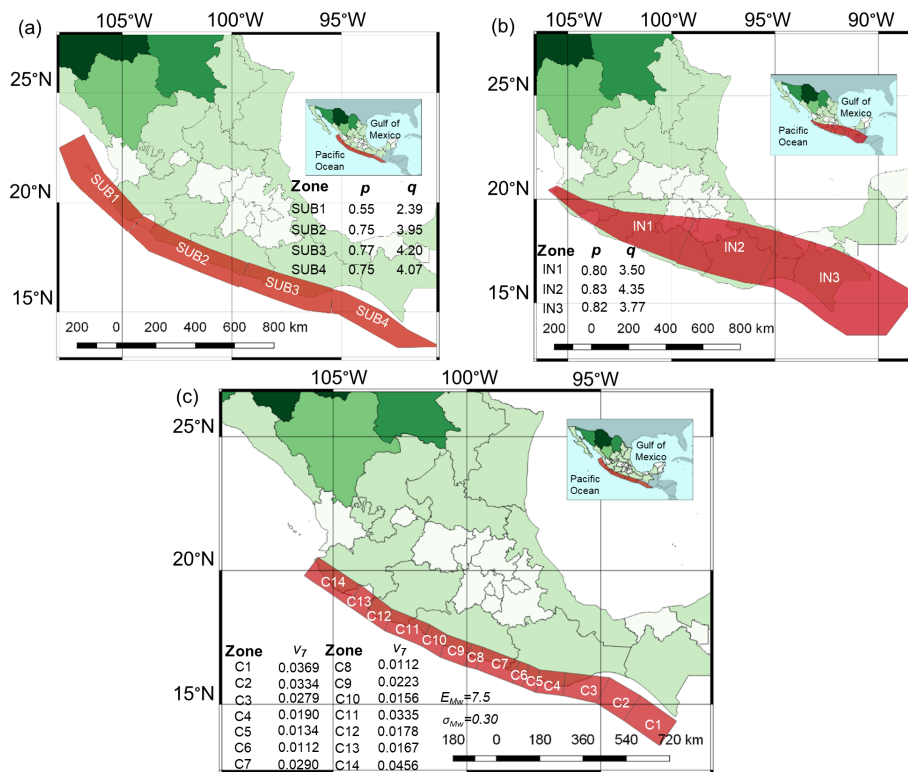 (a)
105°W 100°W 95°W
25°N
20°N
15°N
Gulf of
Mexico
Pacific
Ocean
Zone p q
SUB1 0.55 2.39
SUB2 0.75 3.95
SUB3 0.77 4.20
SUB4 0.75 4.07
SUB1
SUB2
SUB3
SUB4
200 0 200 400 600 800 km
(b)
105°W 100°W 95°W 90°W
25°N
20°N
15°N
Gulf of
Mexico
Pacific
Ocean
IN1
IN2
IN3
Zone p q
IN1 0.80 3.50
IN2 0.83 4.35
IN3 0.82 3.77
200 0 200 400 600 800 km
(c)
105°W 100°W 95°W
25°N
20°N
15°N
Gulf of
Mexico
Pacific
Ocean
C14
C13
C12
C11
C10
C9
C8
C7
C6
C5
C4
C3
C2
C1
Zone ν7 Zone ν7
C1 0.0369 C8 0.0112
C2 0.0334 C9 0.0223
C3 0.0279 C10 0.0156
C4 0.0190 C11 0.0335
C5 0.0134 C12 0.0178
C6 0.0112 C13 0.0167
C7 0.0290 C14 0.0456
EMw=7.5
σMw=0.30
180 0 180 360 540 720 km